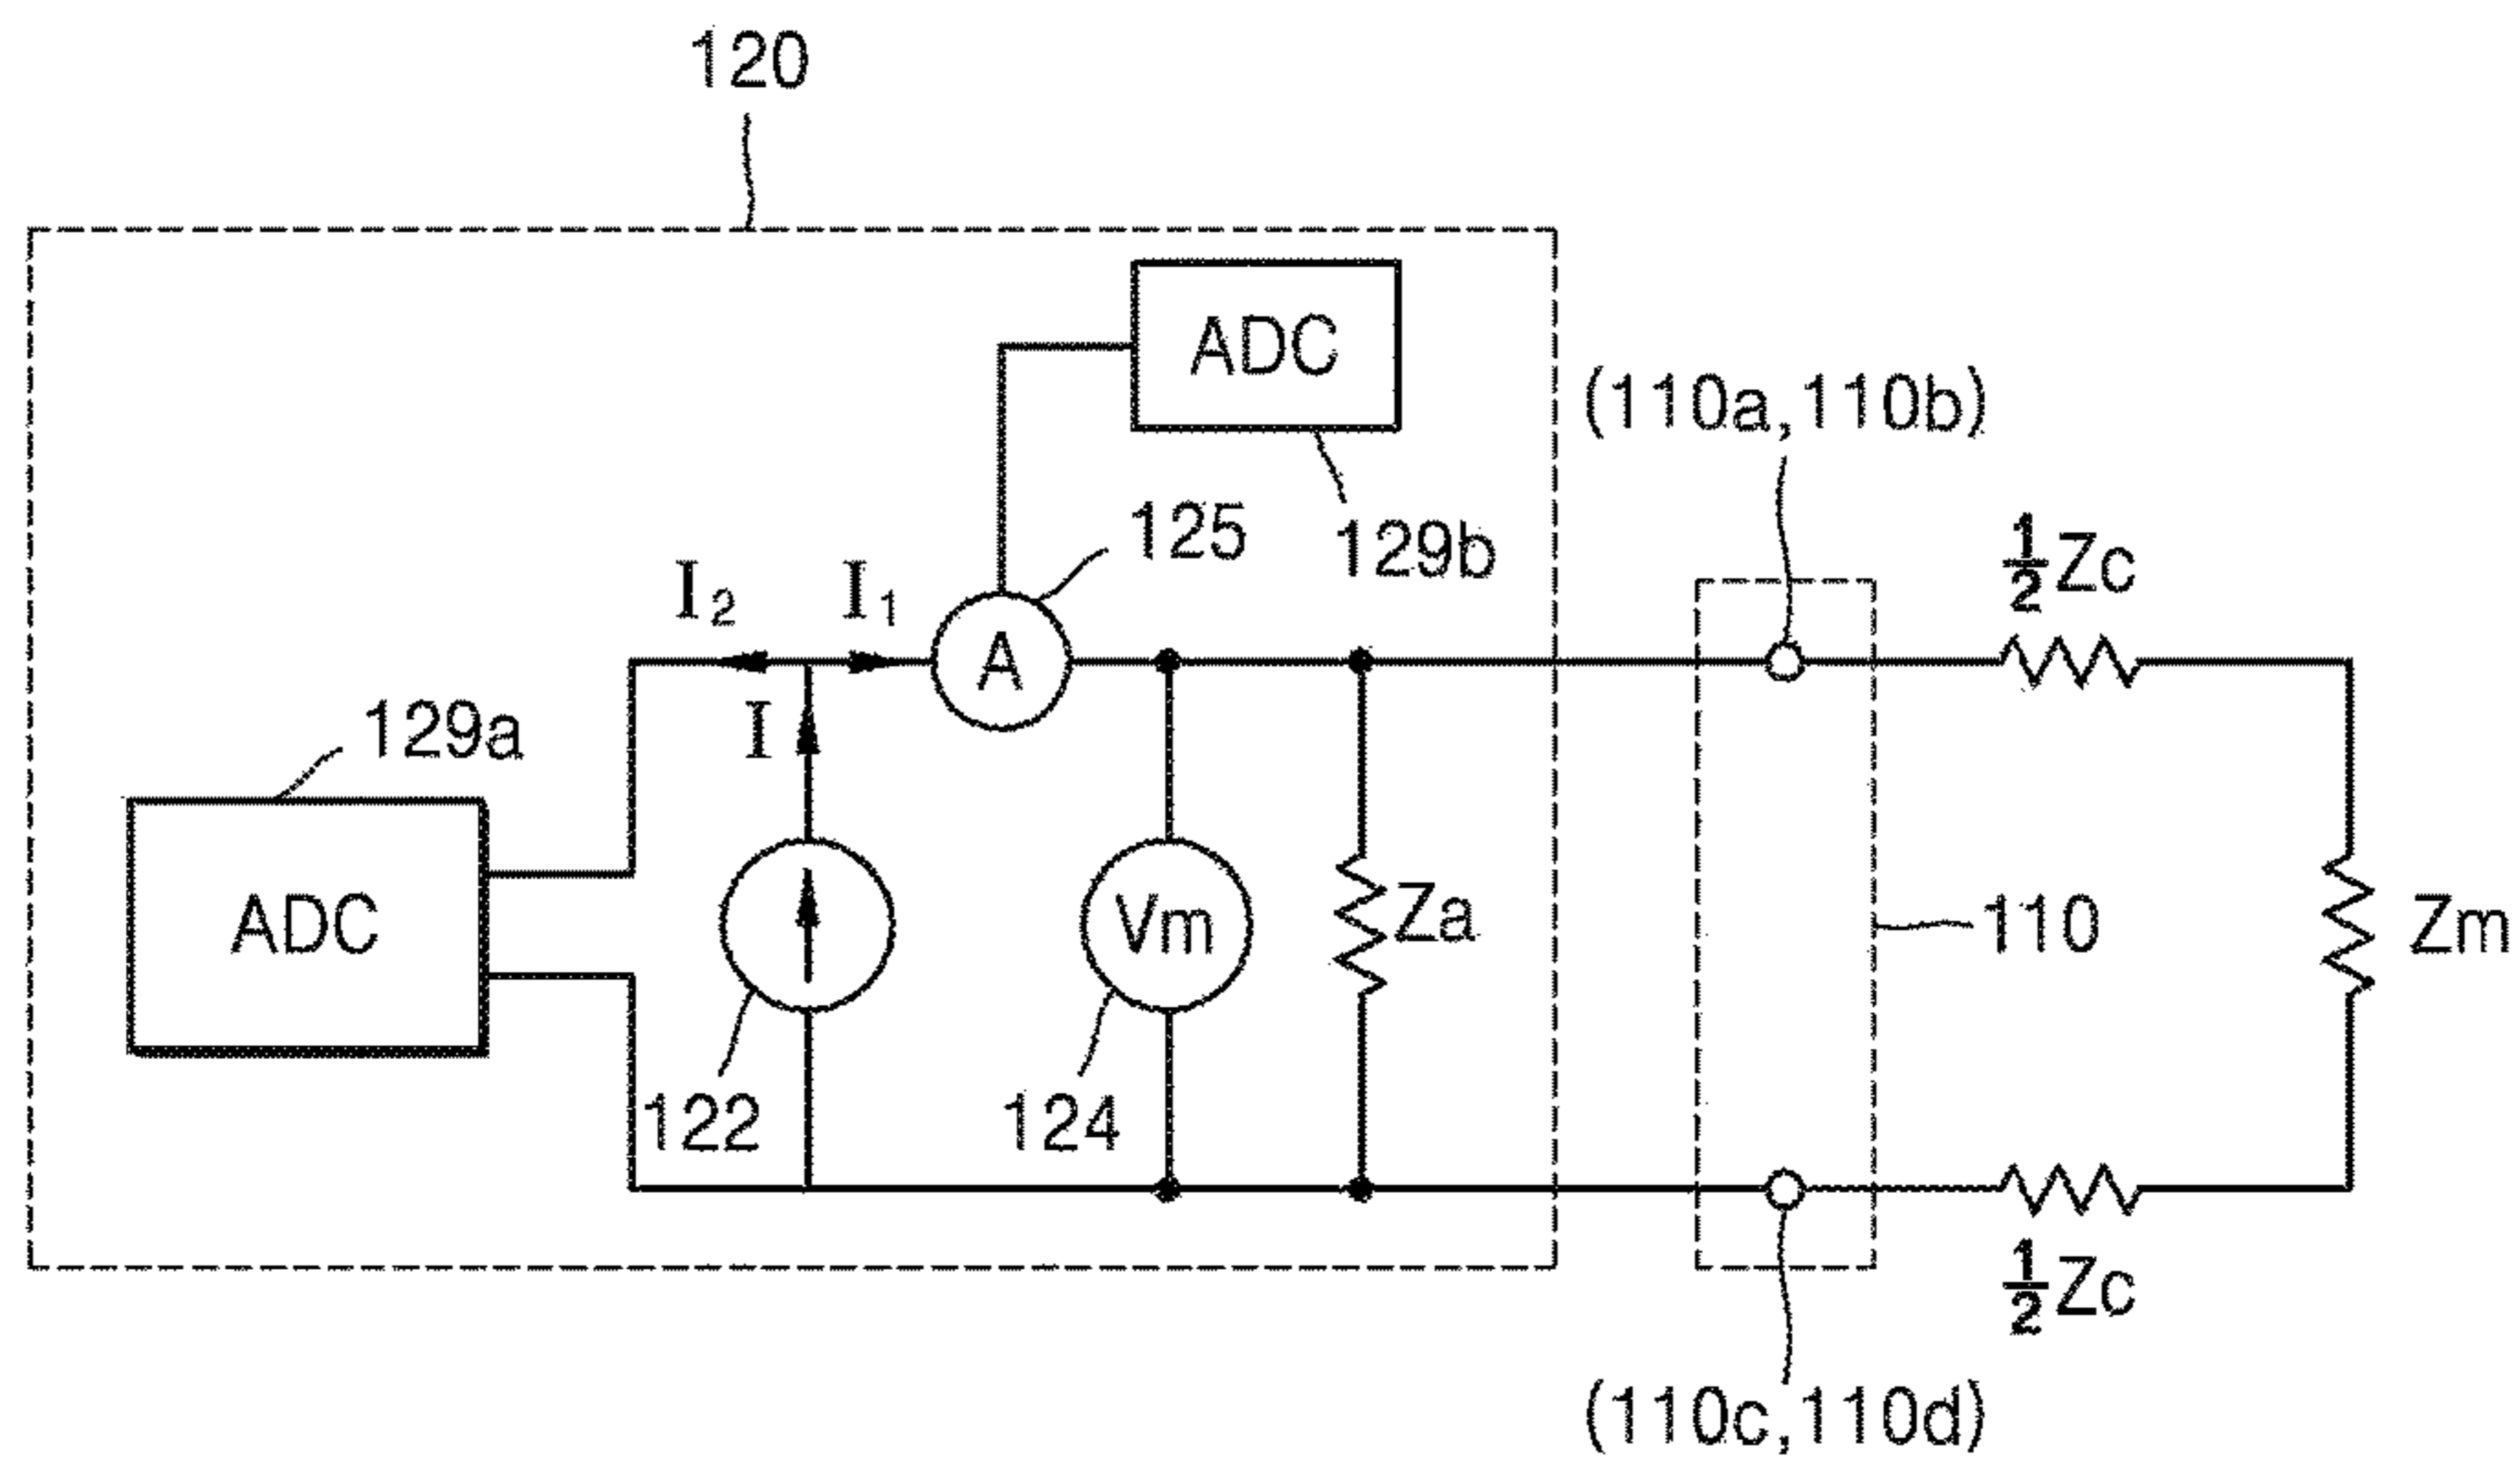 120
ADC
(110a,110b)
125
129b
½Zc
I₂
I₁
A
129a
I
ADC
Vm
Za
110
Zm
122
124
½Zc
(110c,110d)